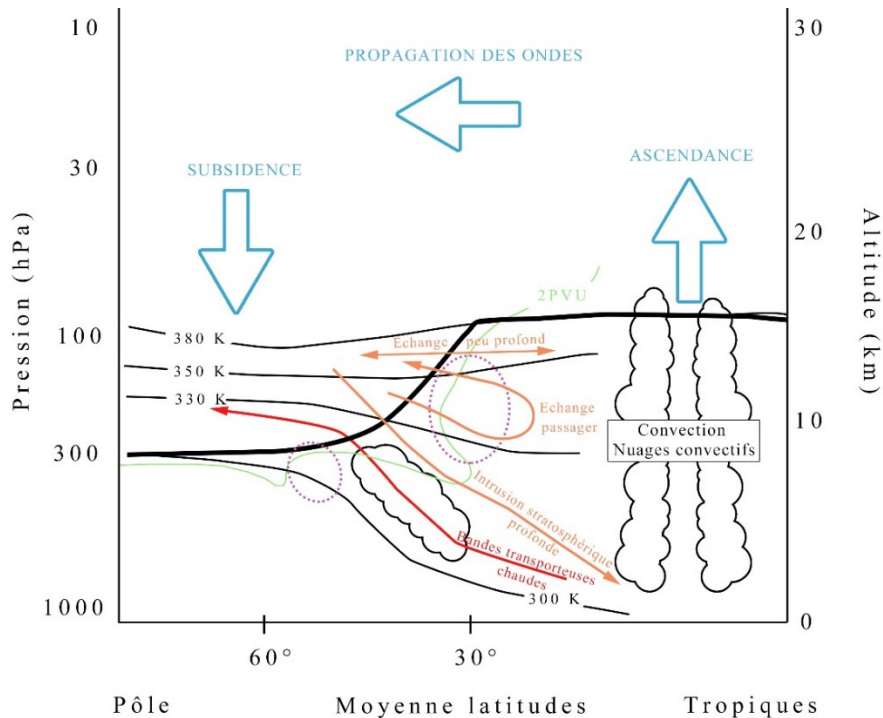 10
30
PROPAGATION DES ONDES
SUBSIDENCE
ASCENDANCE
30
20
Pression (hPa)
Altitude (km)
2PVU
100
380 K
Echange peu profond
350 K
330 K
Echange
passager
10
Convection
Nuages convectifs
300
Intrusion stratosphérique
profonde
Bandes transporteuses
chaudes
300 K
1000
0
60°
30°
Pôle
Moyenne latitudes
Tropiques